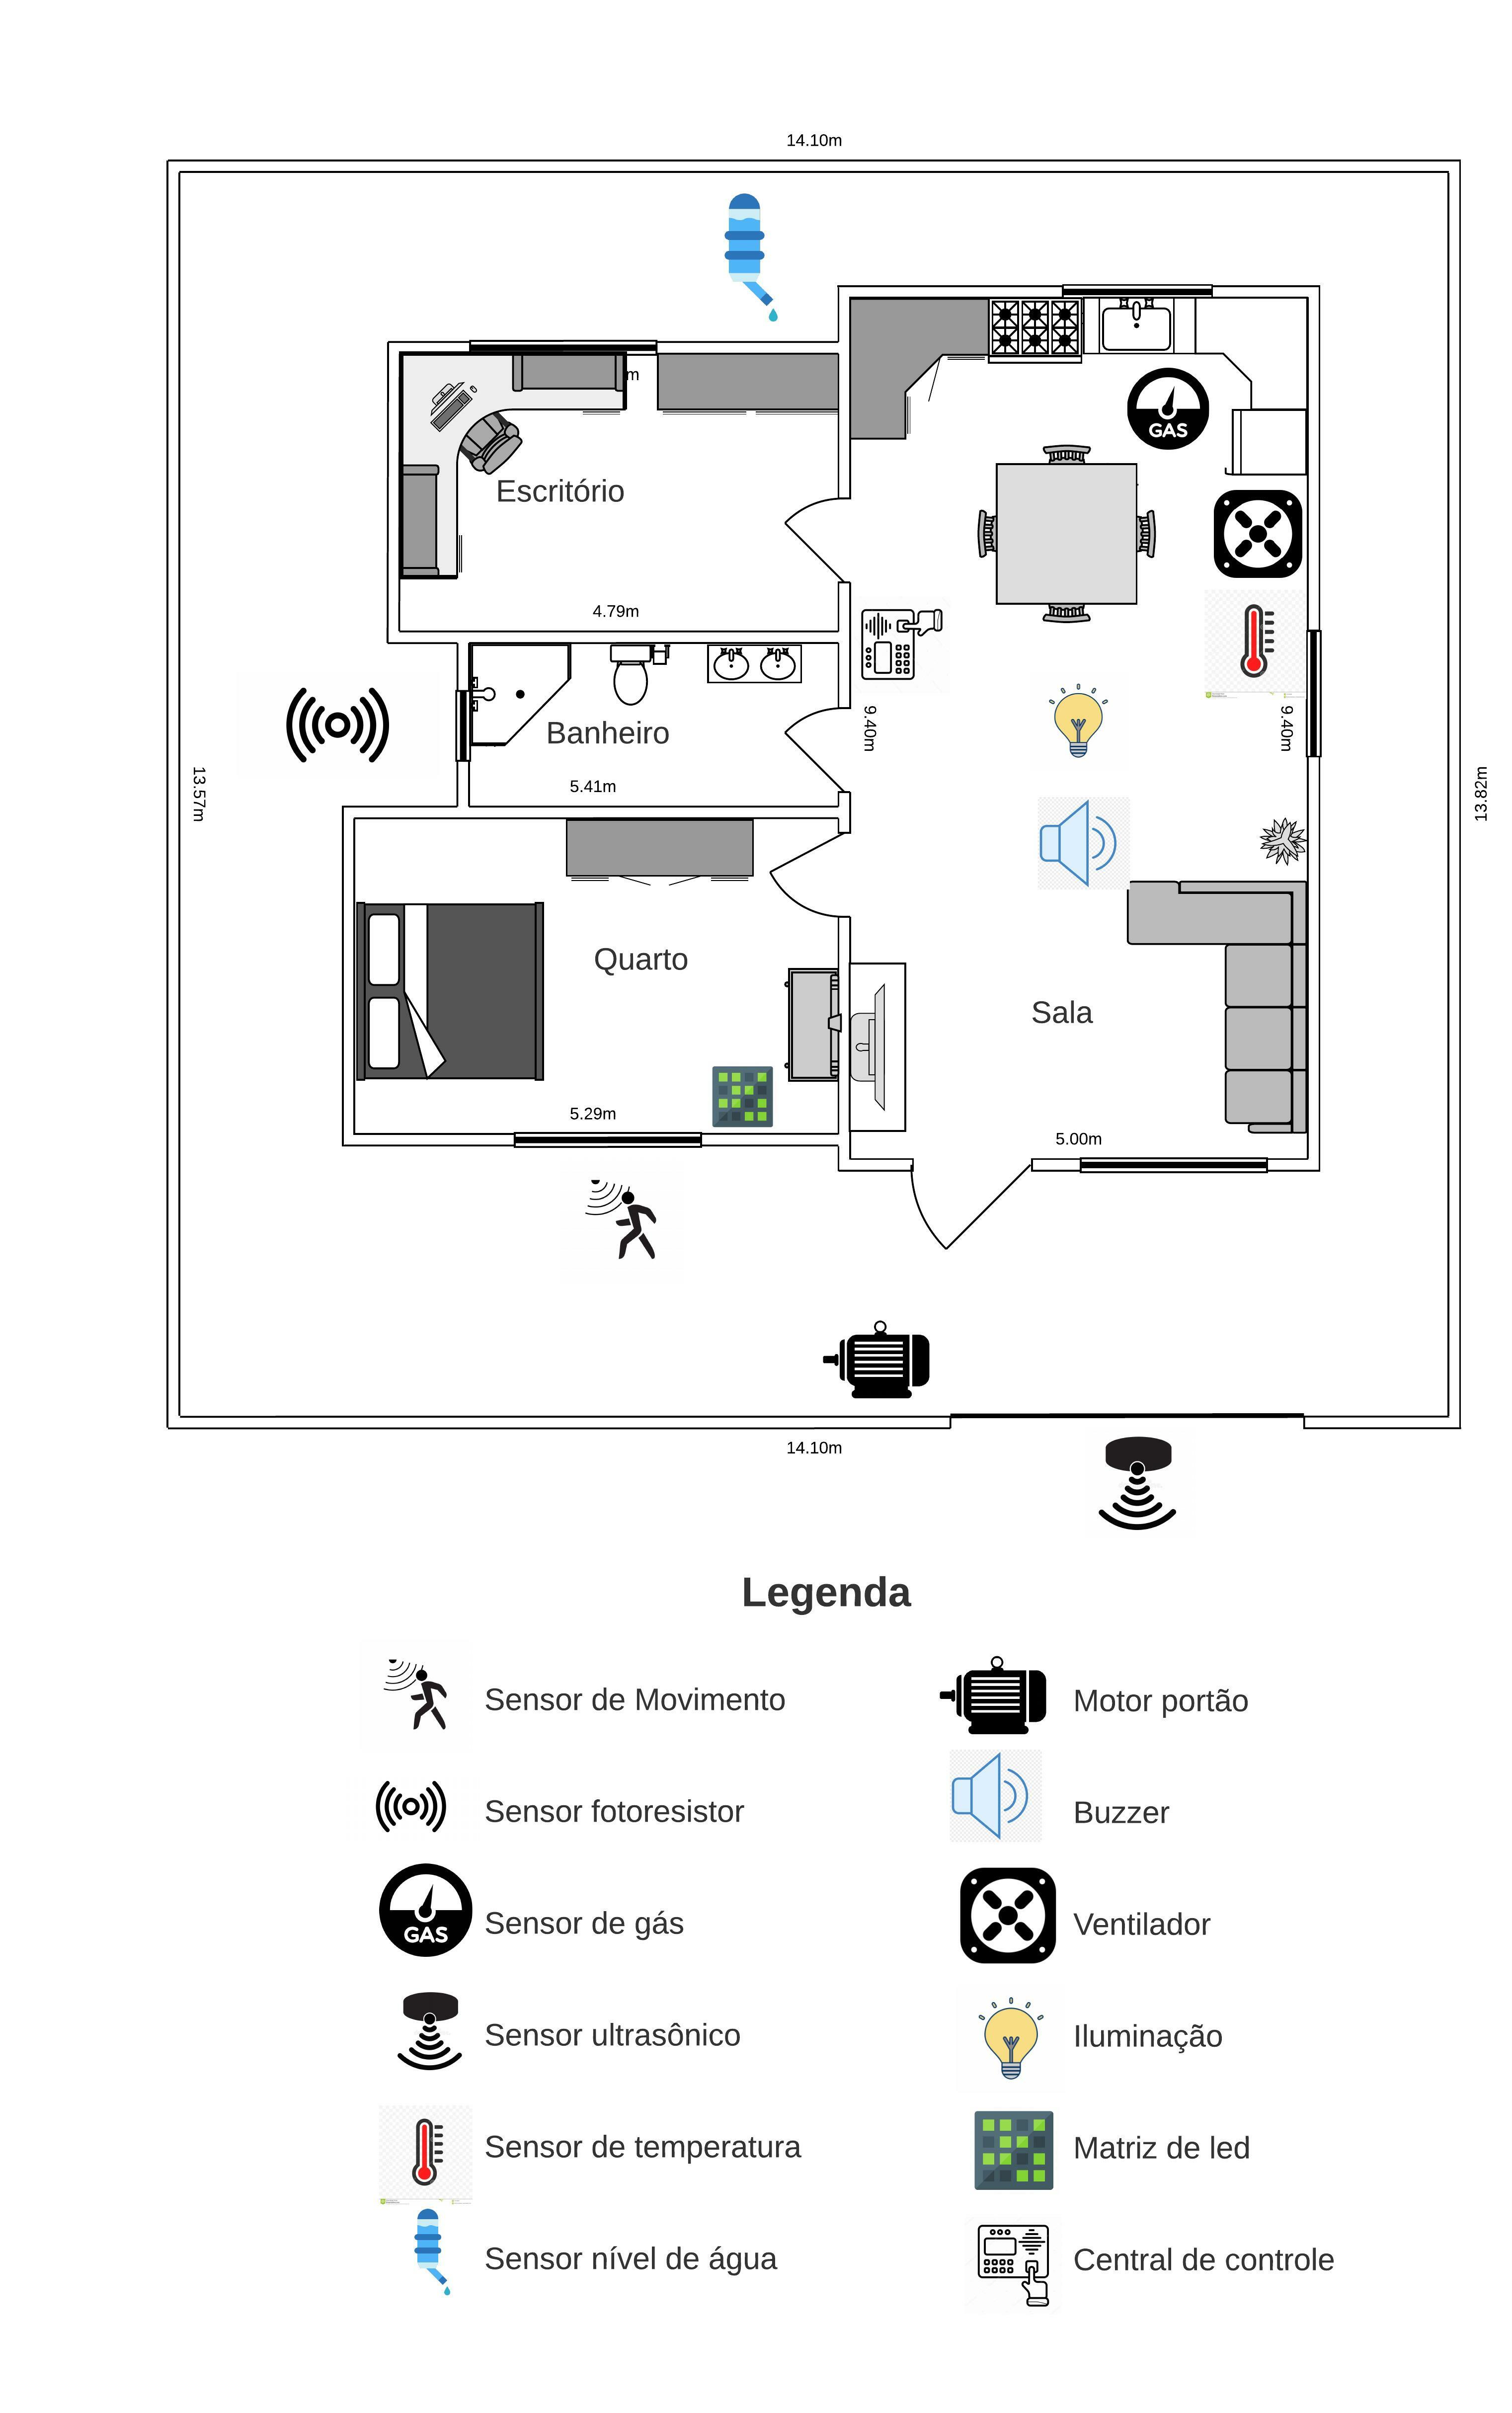 14.10m
GAS
m
Escritório
4.79m
9.40m
9.40m
Banheiro
5.41m
13.57m
13.82m
Quarto
Sala
5.29m
5.00m
14.10m
Legenda
Sensor de Movimento
Motor portão
Sensor fotoresistor
Buzzer
GAS
Sensor de gás
Ventilador
Sensor ultrasônico
Iluminação
Sensor de temperatura
Matriz de led
Sensor nível de água
Central de controle